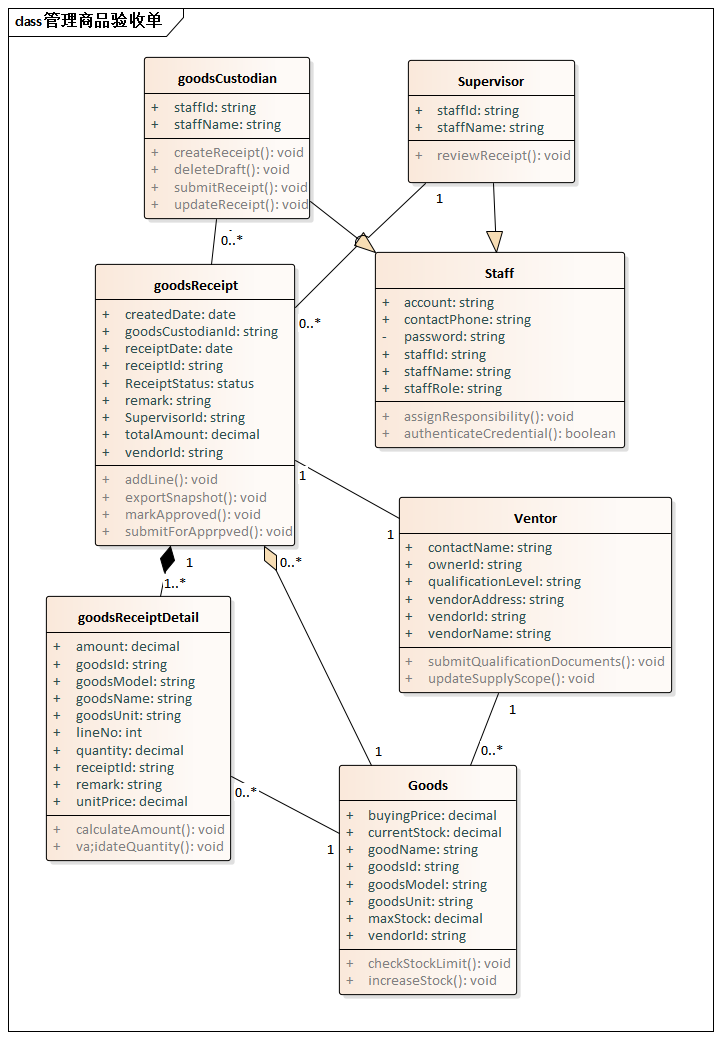 class 管理商品验收单
goodsCustodian
+ staffId: string
+ staffName: string
+ createReceipt(): void
+ deleteDraft(): void
+ submitReceipt(): void
+ updateReceipt(): void
Supervisor
+ staffId: string
+ staffName: string
+ reviewReceipt(): void
1
0..*
0..*
Staff
+ account: string
+ contactPhone: string
- password: string
+ staffId: string
+ staffName: string
+ staffRole: string
+ assignResponsibility(): void
+ authenticateCredential(): boolean
goodsReceipt
+ createdDate: date
+ goodsCustodianId: string
+ receiptDate: date
+ receiptId: string
+ ReceiptStatus: status
+ remark: string
+ SupervisorId: string
+ totalAmount: decimal
+ vendorId: string
+ addLine(): void
+ exportSnapshot(): void
+ markApproved(): void
+ submitForApprpved(): void
1
1
Ventor
+ contactName: string
+ ownerId: string
+ qualificationLevel: string
+ vendorAddress: string
+ vendorId: string
+ vendorName: string
+ submitQualificationDocuments(): void
+ updateSupplyScope(): void
1
0..*
1..*
goodsReceiptDetail
+ amount: decimal
+ goodsId: string
+ goodsModel: string
+ goodsName: string
+ goodsUnit: string
+ lineNo: int
+ quantity: decimal
+ receiptId: string
+ remark: string
+ unitPrice: decimal
+ calculateAmount(): void
+ va;idateQuantity(): void
1
0..*
1
0..*
1
Goods
+ buyingPrice: decimal
+ currentStock: decimal
+ goodName: string
+ goodsId: string
+ goodsModel: string
+ goodsUnit: string
+ maxStock: decimal
+ vendorId: string
+ checkStockLimit(): void
+ increaseStock(): void